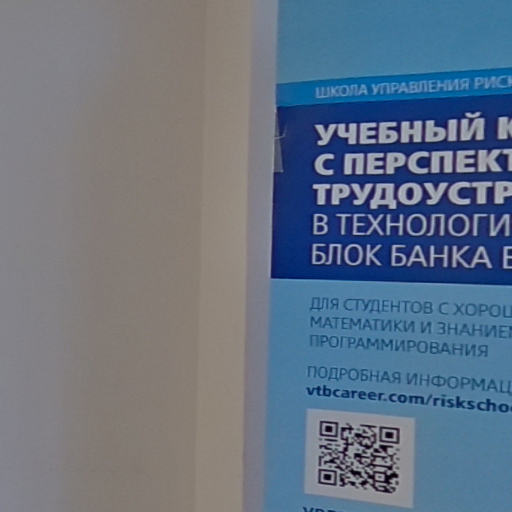 ШКОЛА УПРАВЛЕНИЯ РИСК
УЧЕБНЫЙ К
С ПЕРСПЕКТ
ТРУДОУСТР
В ТЕХНОЛОГИ
БЛОК БАНКА В
ДЛЯ СТУДЕНТОВ С ХОРОШ
МАТЕМАТИКИ И ЗНАНИЕМ
ПРОГРАММИРОВАНИЯ
ПОДРОБНАЯ ИНФОРМАЦ
vtbcareer.com/riskschoo